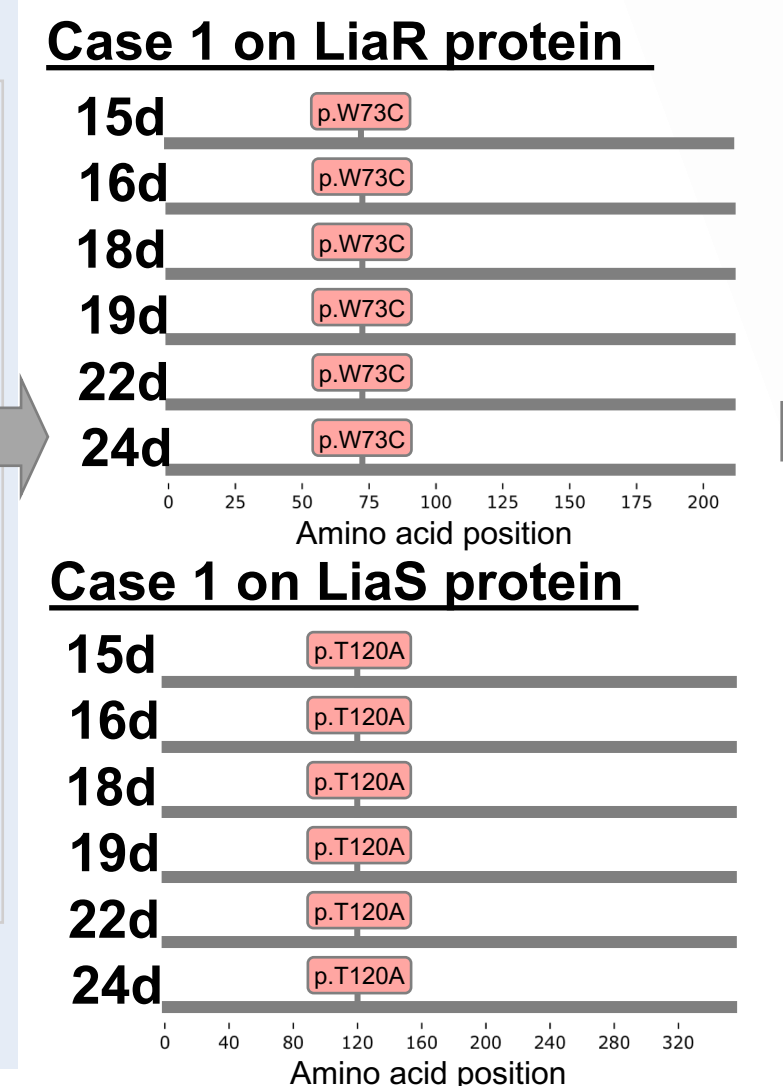 Case 1 on LiaR protein
15d p.W73C
16d p.W73C
18d p.W73C
19d p.W73C
22d p.W73C
24d p.W73C
0 25 50 75 100 125 150 175 200
Amino acid position
Case 1 on LiaS protein
15d p.T120A
16d p.T120A
18d p.T120A
19d p.T120A
22d p.T120A
24d p.T120A
0 40 80 120 160 200 240 280 320
Amino acid position